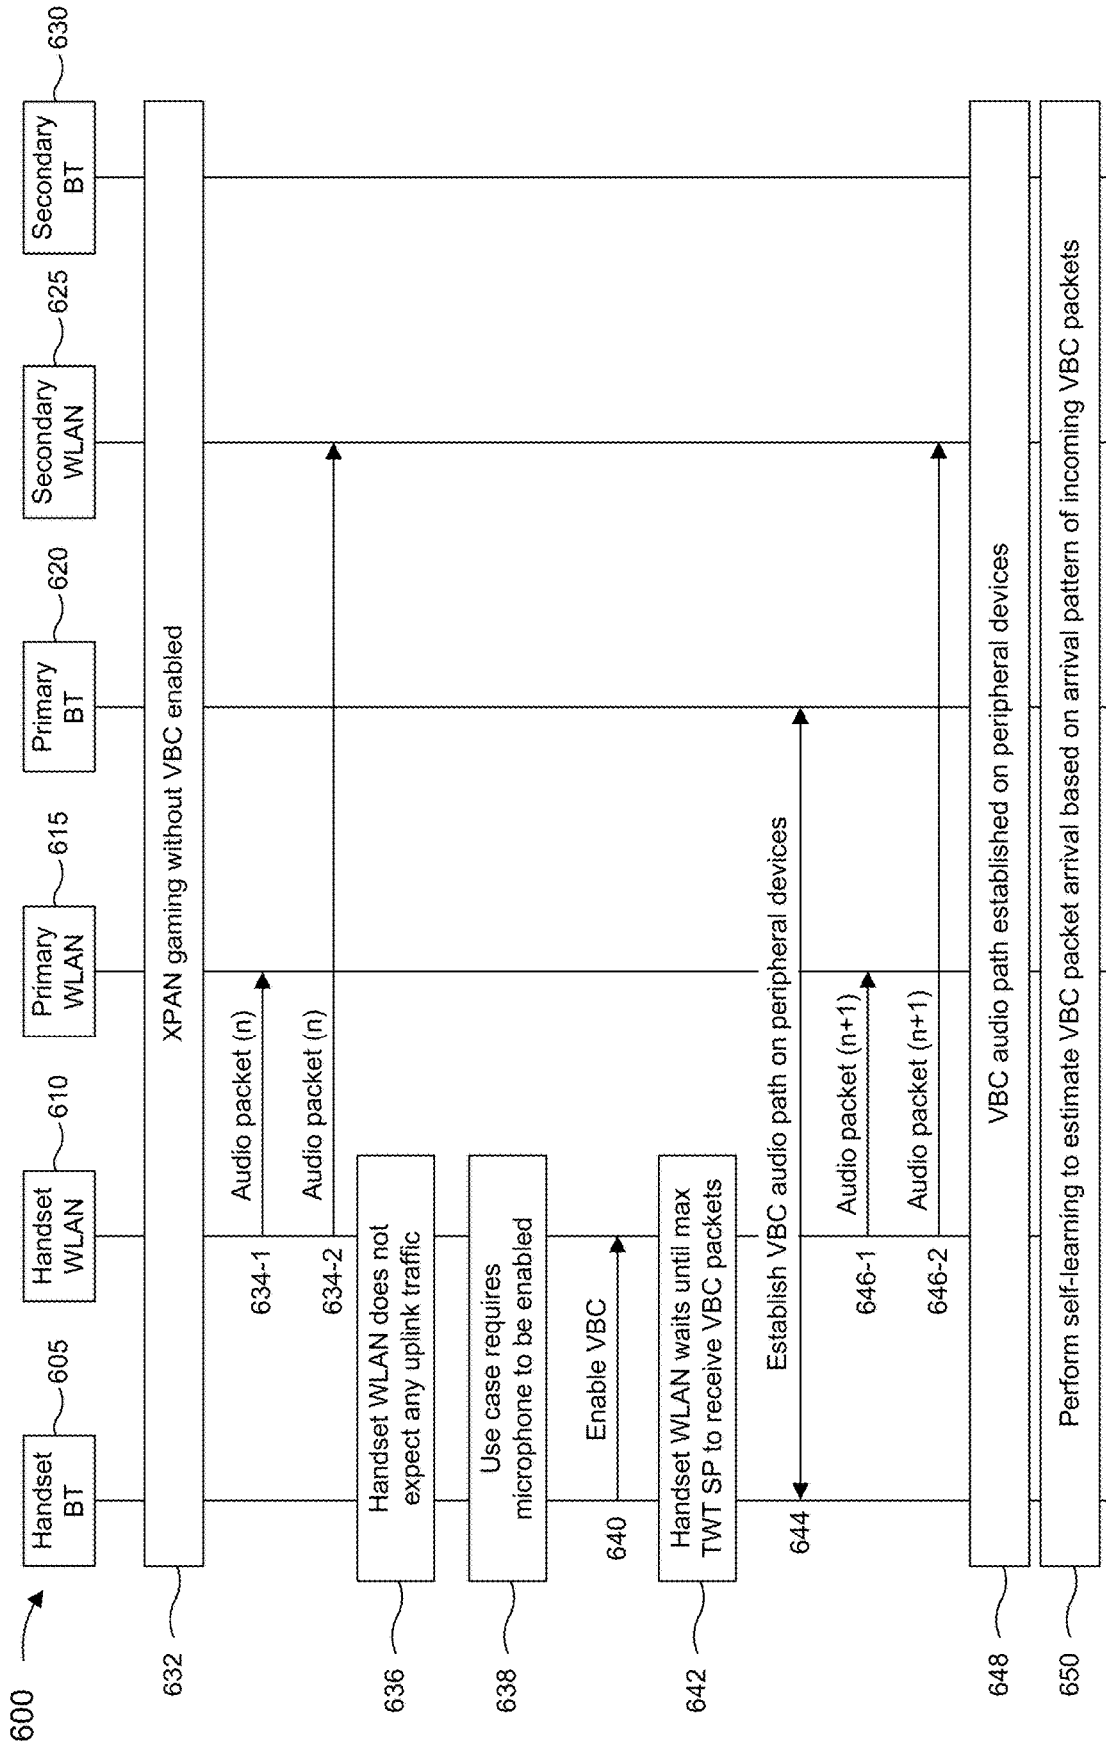 600
Handset
BT
605
Handset
WLAN
610
Primary
WLAN
615
Primary
BT
620
Secondary
WLAN
625
Secondary
BT
630
632
XPAN gaming without VBC enabled
634-1
Audio packet (n)
634-2
Audio packet (n)
636
Handset WLAN does not
expect any uplink traffic
638
Use case requires
microphone to be enabled
640
Enable VBC
642
Handset WLAN waits until max
TWT SP to receive VBC packets
644
Establish VBC audio path on peripheral devices
646-1
Audio packet (n+1)
646-2
Audio packet (n+1)
648
VBC audio path established on peripheral devices
650
Perform self-learning to estimate VBC packet arrival based on arrival pattern of incoming VBC packets